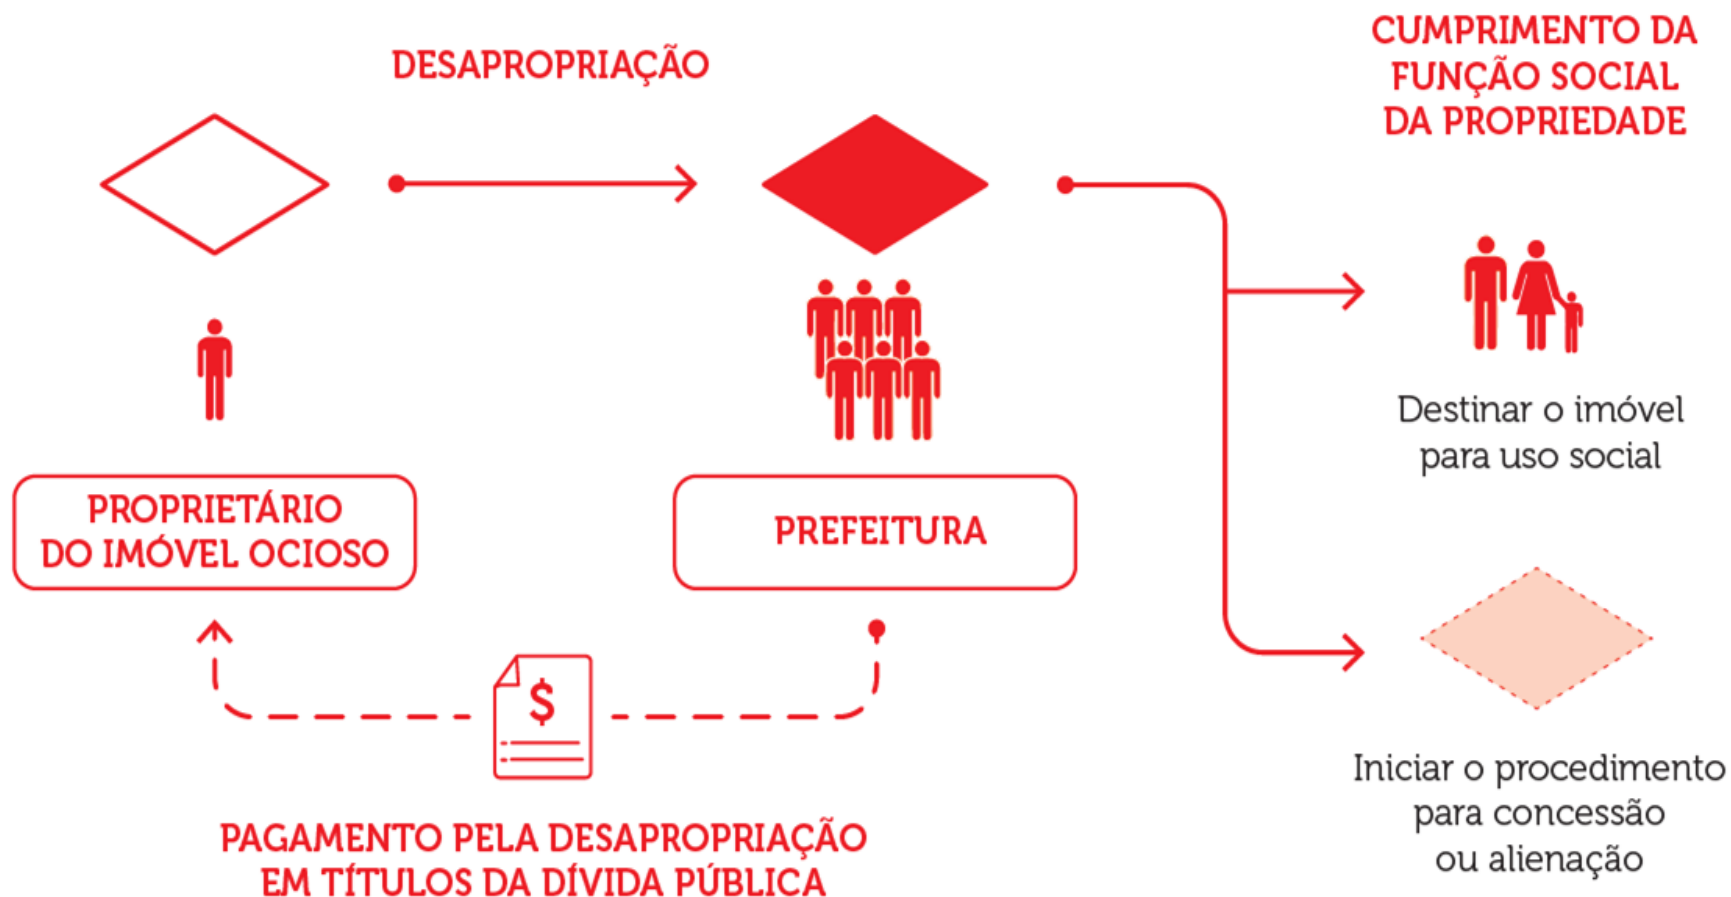 DESAPROPRIAÇÃO
CUMPRIMENTO DA
FUNÇÃO SOCIAL
DA PROPRIEDADE
PROPRIETÁRIO
DO IMÓVEL OCIOSO
PREFEITURA
Destinar o imóvel
para uso social
$
PAGAMENTO PELA DESAPROPRIAÇÃO
EM TÍTULOS DA DÍVIDA PÚBLICA
Iniciar o procedimento
para concessão
ou alienação